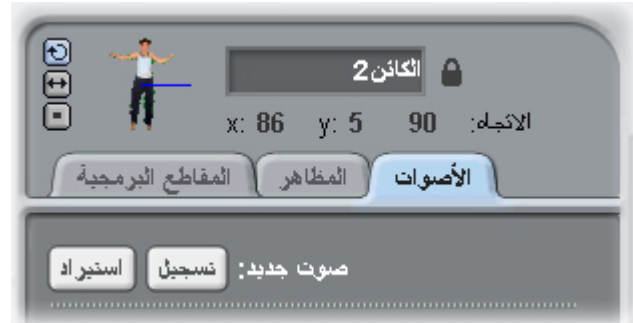 الكائن2
الاتجاه: 90 y: 5 x: 86
الأصوات المظاهر المقاطع البرمجية
صوت جديد: تسجيل استيراد